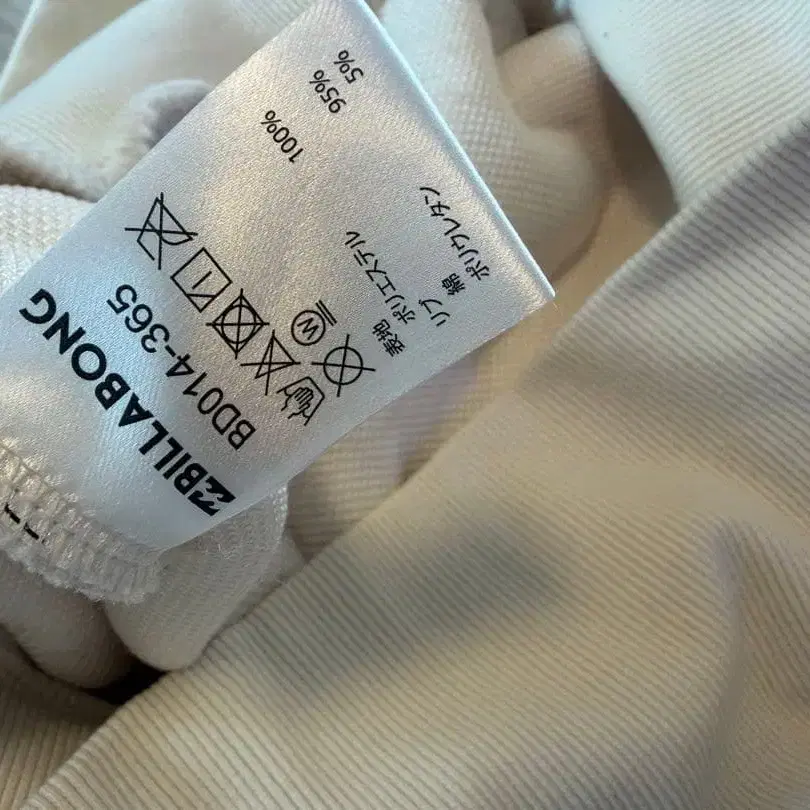 BILLABONG
BD014-365
W
表地
ポリエステル 100%
リブ
綿 95%
ポリウレタン 5%